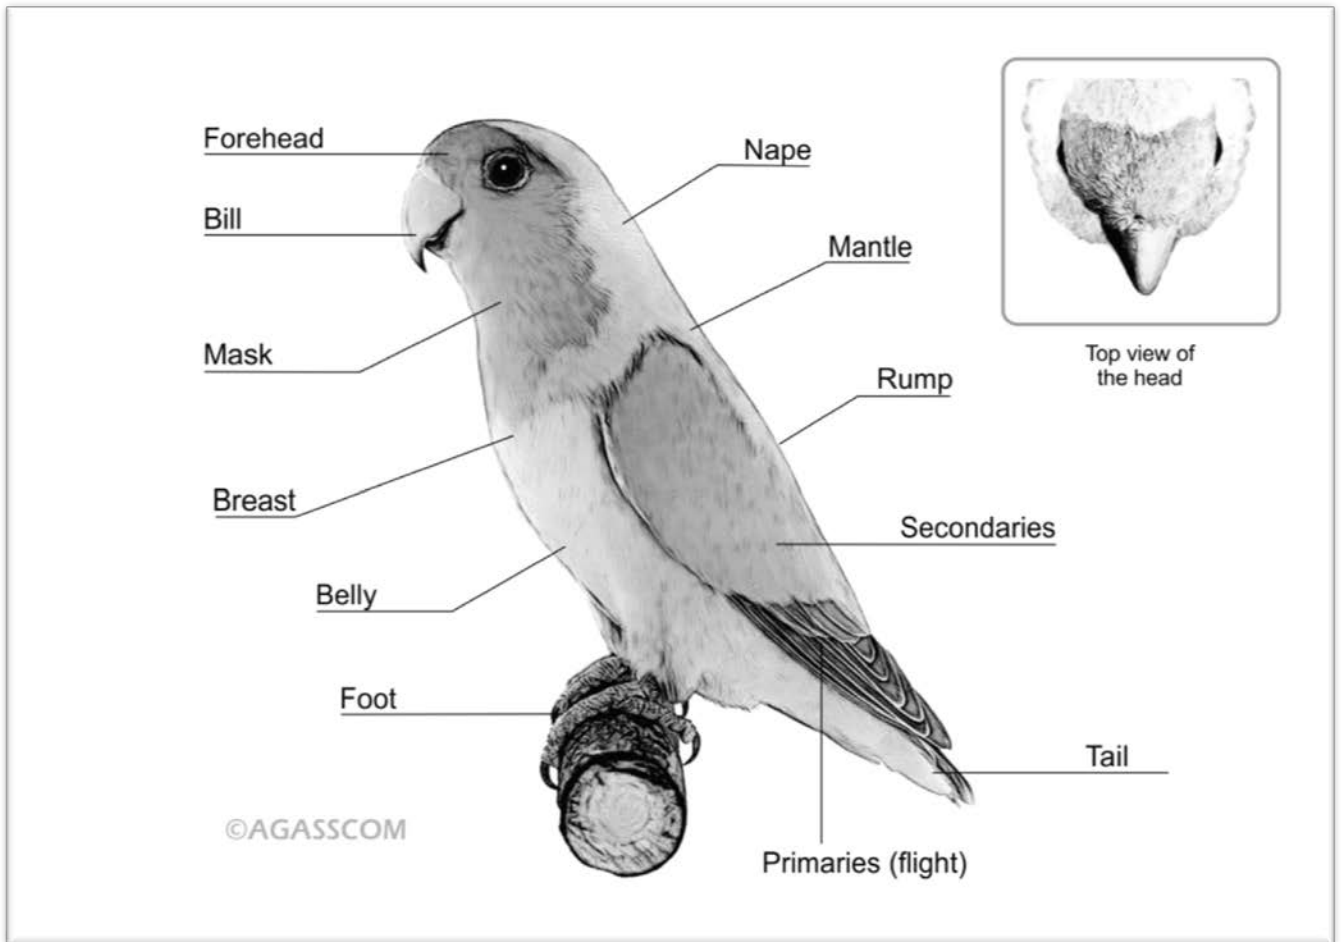 Forehead
Nape
Bill
Mantle
Mask
Top view of
the head
Rump
Breast
Secondaries
Belly
Foot
Tail
©AGASSCOM
Primaries (flight)